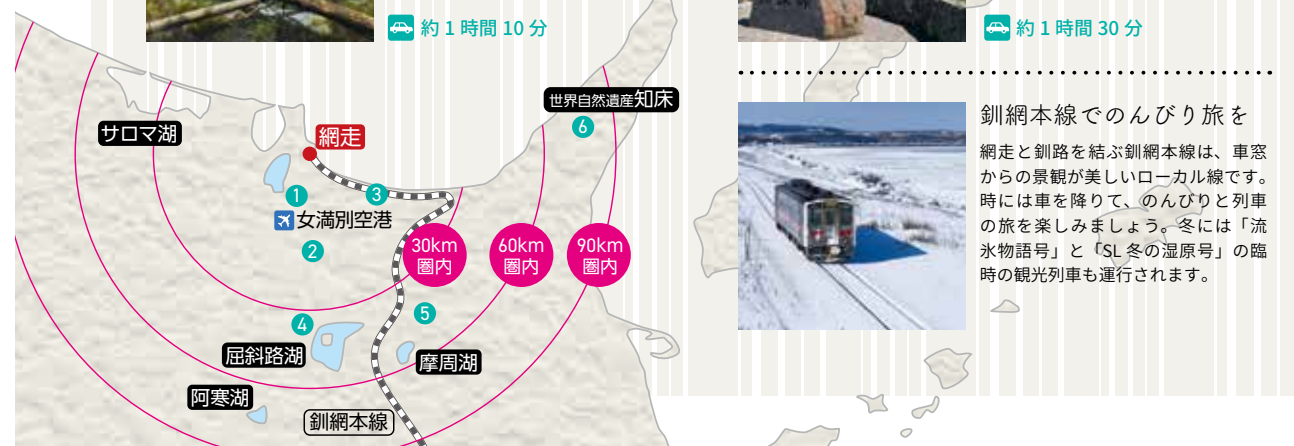 約1時間10分
約1時間30分
世界自然遺産知床
6
サロマ湖
網走
1
3
女満別空港
2
30km
圏内
60km
圏内
90km
圏内
4
5
屈斜路湖
摩周湖
阿寒湖
釧網本線
釧網本線でのんびり旅を
網走と釧路を結ぶ釧網本線は、車窓
からの景観が美しいローカル線です。
時には車を降りて、のんびりと列車
の旅を楽しみましょう。冬には「流
氷物語号」と「SL冬の湿原号」の臨
時の観光列車も運行されます。